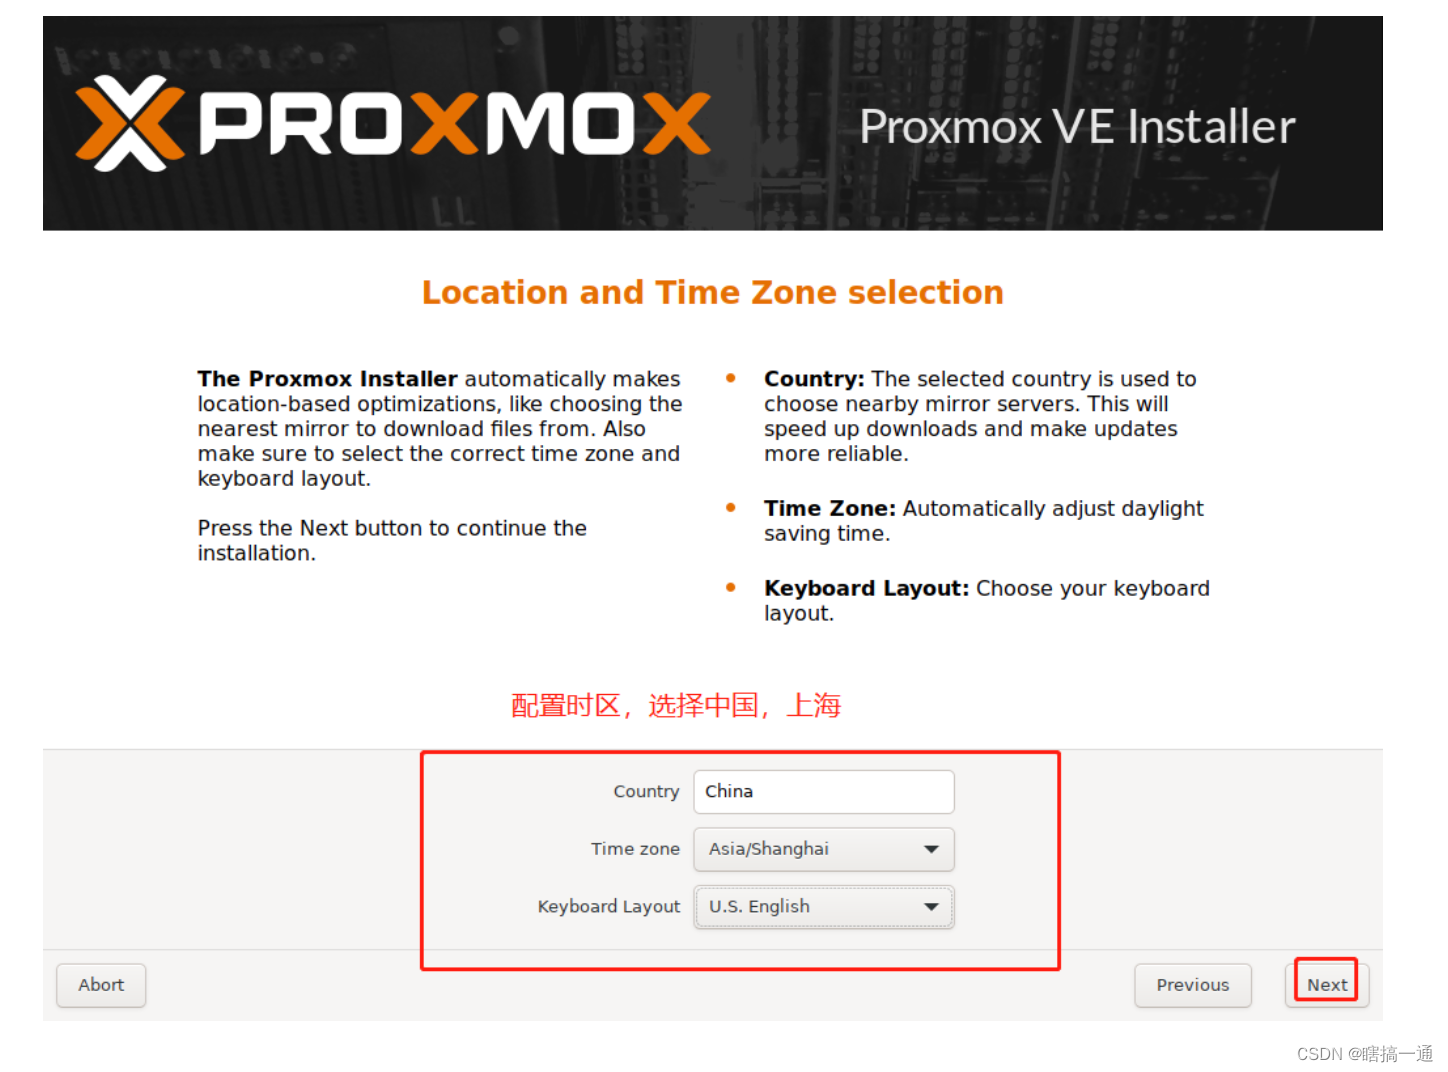 PROXMOX
Proxmox VE Installer
Location and Time Zone selection
The Proxmox Installer automatically makes
location-based optimizations, like choosing the
nearest mirror to download files from. Also
make sure to select the correct time zone and
keyboard layout.
Press the Next button to continue the
installation.
Country: The selected country is used to
choose nearby mirror servers. This will
speed up downloads and make updates
more reliable.
Time Zone: Automatically adjust daylight
saving time.
Keyboard Layout: Choose your keyboard
layout.
配置时区，选择中国，上海
Country China
Time zone Asia/Shanghai
Keyboard Layout U.S. English
Abort Previous Next
CSDN @瞎搞一通